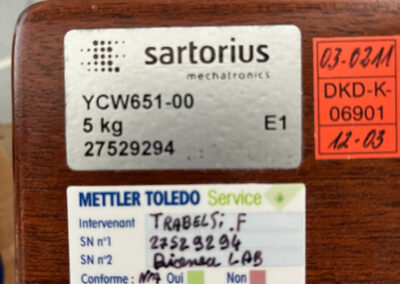 sartorius
mechatronics
YCW651-00
5 kg E1
27529294
03-0211
DKD-K-
06901
12-03
METTLER TOLEDO Service
Intervenant TRABELSi.F
SN n°1 27529294
SN n°2 LAB
Conforme : N/A Oui Non